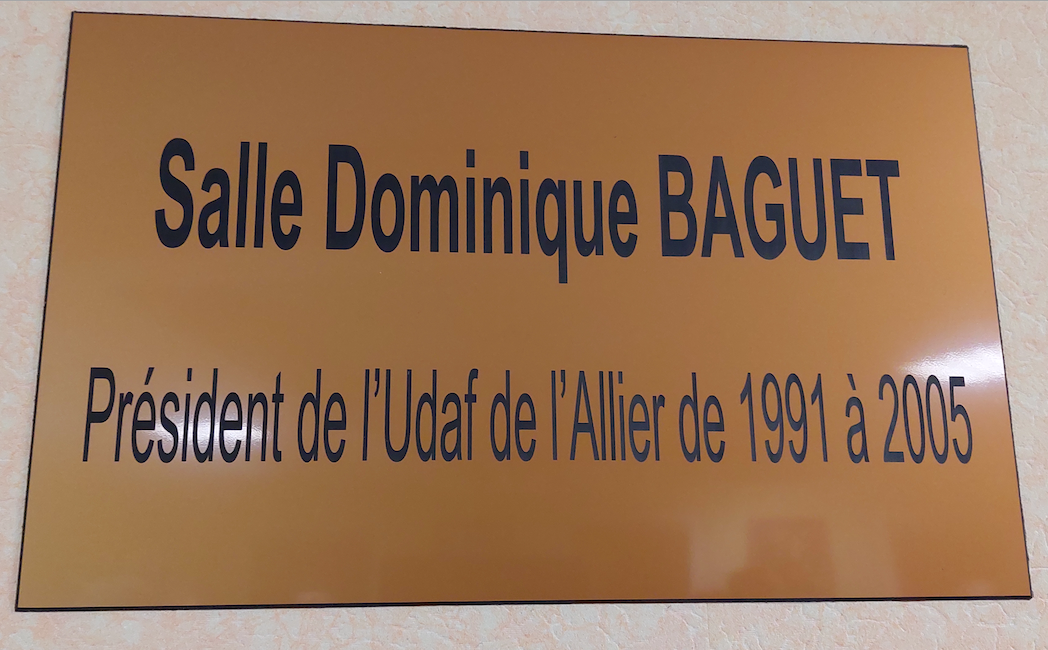 Salle Dominique BAGUET
Président de l'Udaf de l'Allier de 1991 à 2005